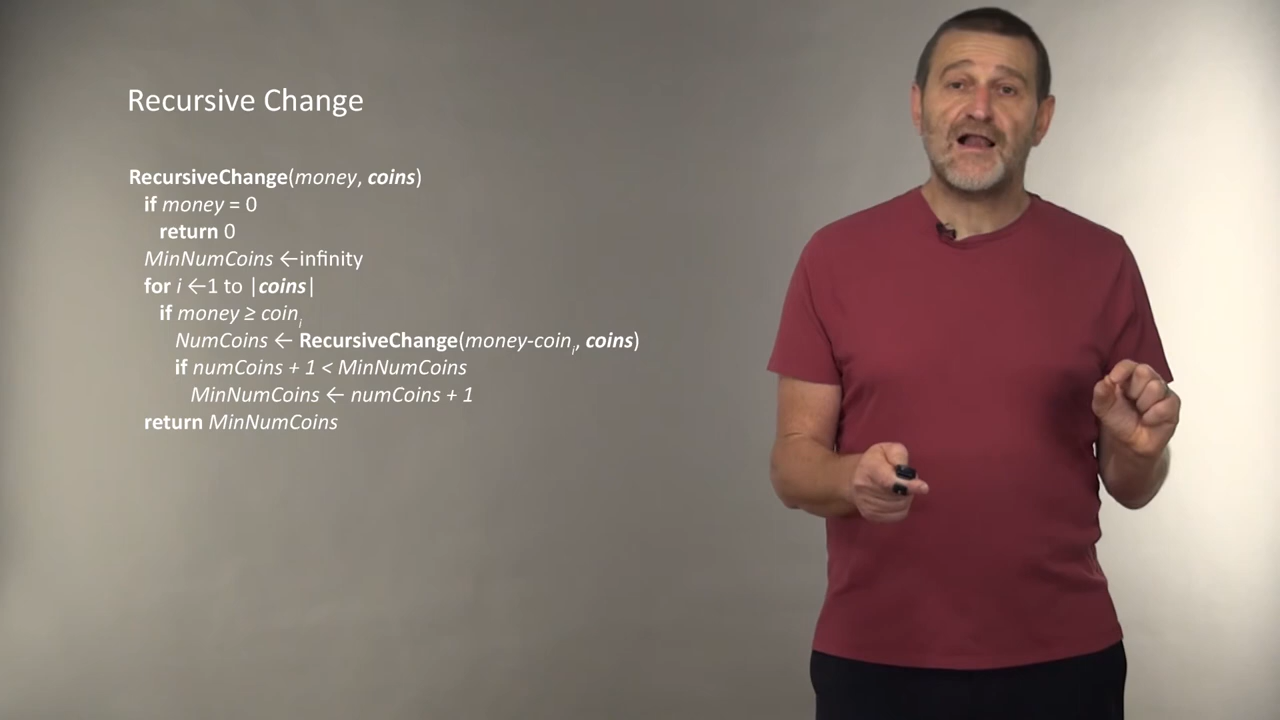 Recursive Change
RecursiveChange(money, coins)
if money = 0
return 0
MinNumCoins ←infinity
for i ←1 to |coins|
if money ≥ coinᵢ
NumCoins ← RecursiveChange(money-coinᵢ, coins)
if numCoins + 1 < MinNumCoins
MinNumCoins ← numCoins + 1
return MinNumCoins